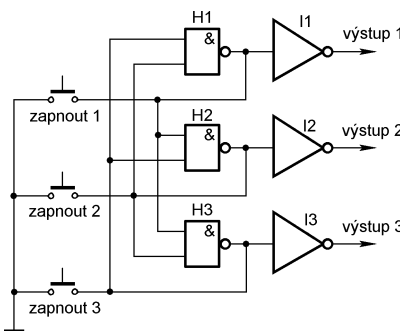 H1
I1
výstup 1
&
zapnout 1
H2
I2
výstup 2
&
zapnout 2
H3
I3
výstup 3
&
zapnout 3